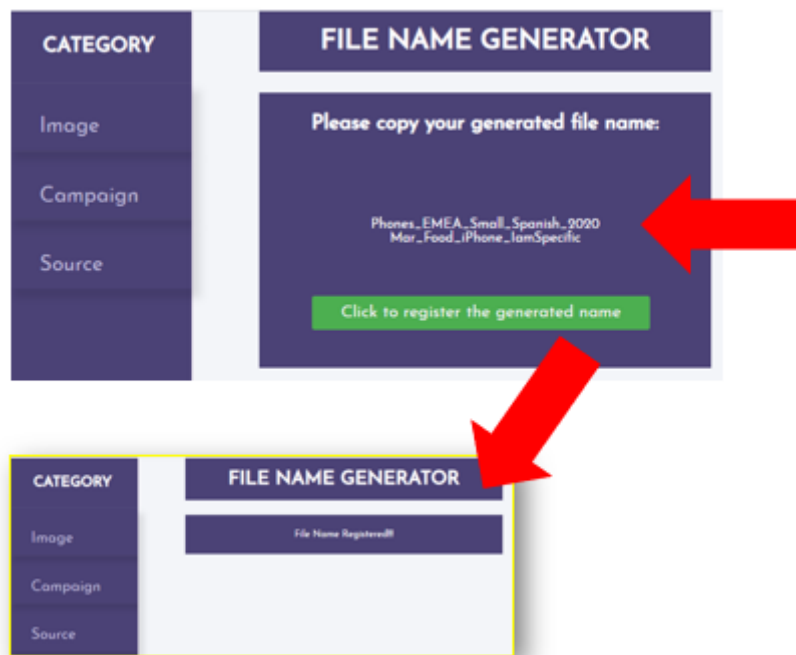 CATEGORY
Image
Campaign
Source
FILE NAME GENERATOR
Please copy your generated file name:
Phones_EMEA_Small_Spanish_2020
Mar_Food_iPhone_IamSpecific
Click to register the generated name
CATEGORY
Image
Campaign
Source
FILE NAME GENERATOR
File Name Registered!!!